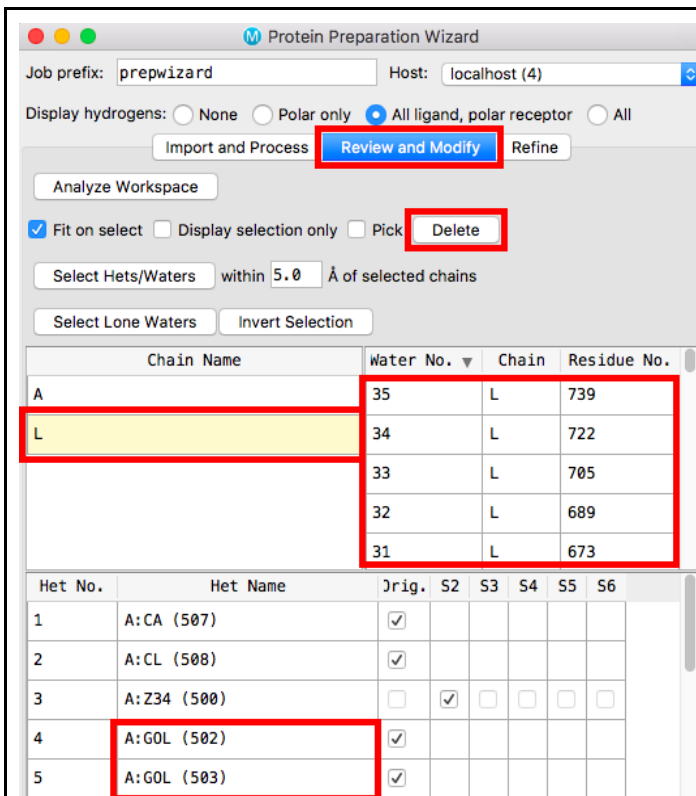 Protein Preparation Wizard
Job prefix: prepwizard Host: localhost (4)
Display hydrogens: None Polar only All ligand, polar receptor All
Import and Process Review and Modify Refine
Analyze Workspace
Fit on select Display selection only Pick Delete
Select Hets/Waters within 5.0 Å of selected chains
Select Lone Waters Invert Selection
Chain Name Water No. Chain Residue No.
A 35 L 739
L 34 L 722
33 L 705
32 L 689
31 L 673
Het No. Het Name Orig. S2 S3 S4 S5 S6
1 A:CA (507)
2 A:CL (508)
3 A:Z34 (500)
4 A:GOL (502)
5 A:GOL (503)